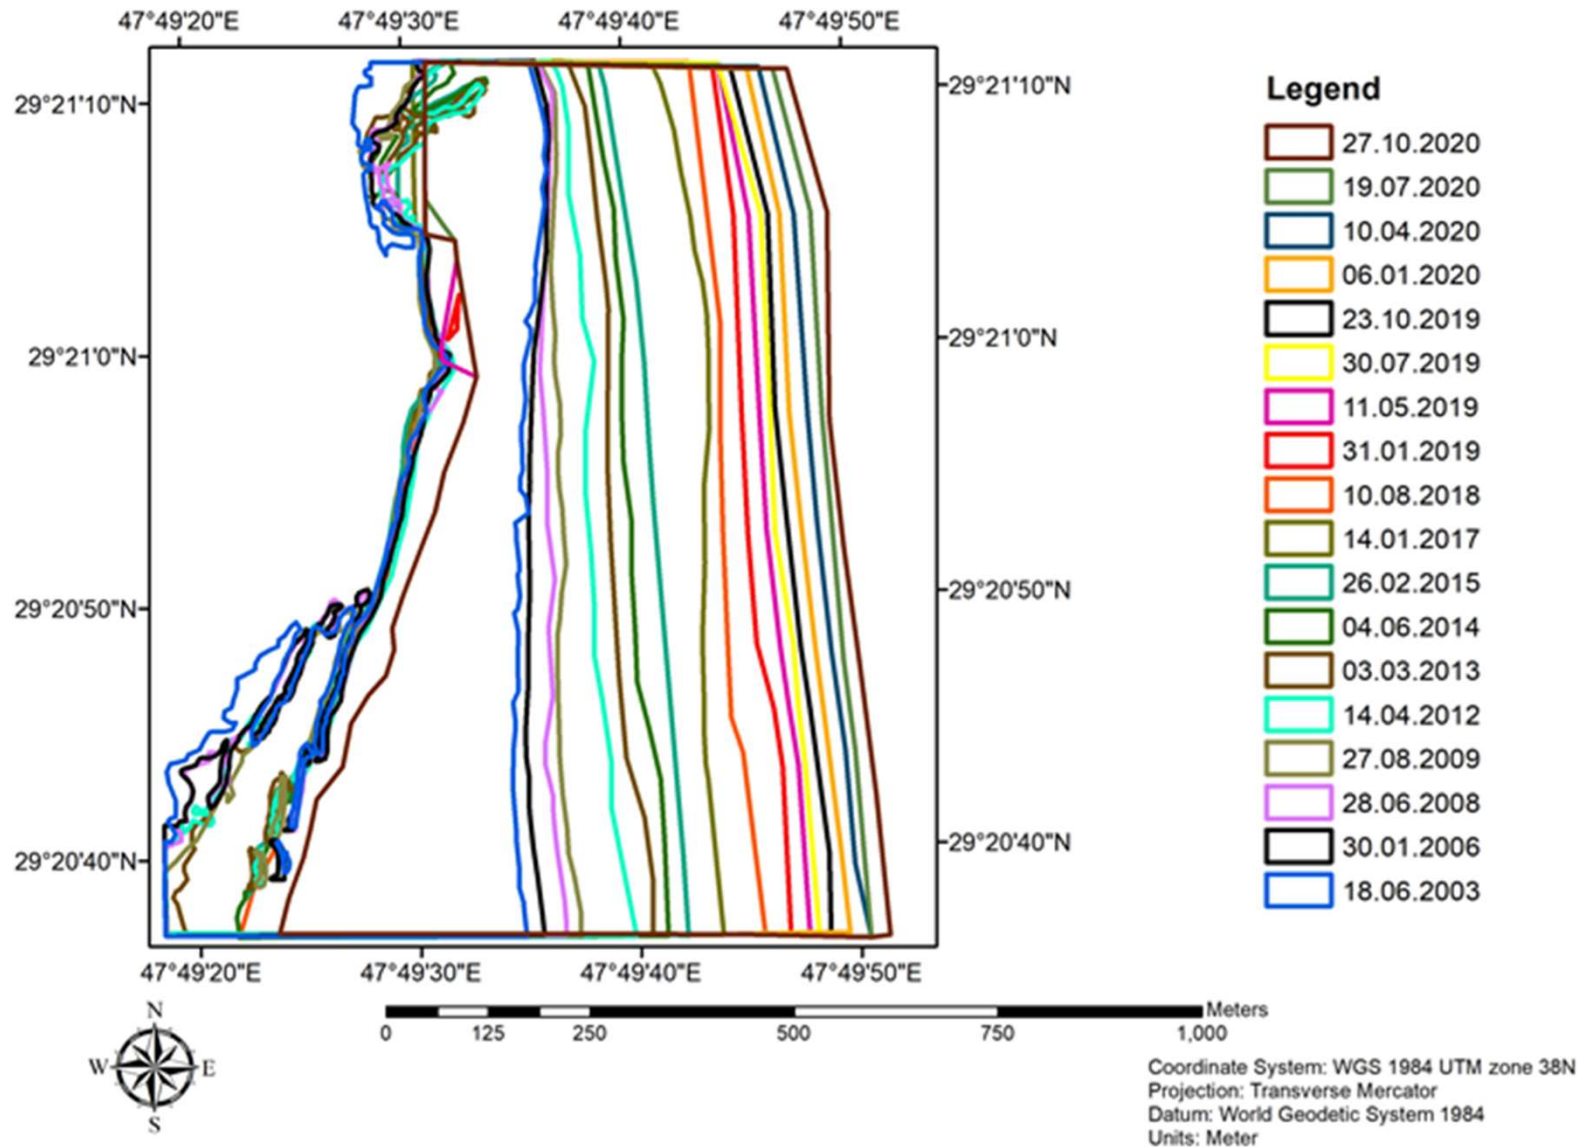 47°49'20"E 47°49'30"E 47°49'40"E 47°49'50"E
29°21'10"N
29°21'0"N
29°20'50"N
29°20'40"N
29°21'10"N
29°21'0"N
29°20'50"N
29°20'40"N
47°49'20"E 47°49'30"E 47°49'40"E 47°49'50"E
Legend
27.10.2020
19.07.2020
10.04.2020
06.01.2020
23.10.2019
30.07.2019
11.05.2019
31.01.2019
10.08.2018
14.01.2017
26.02.2015
04.06.2014
03.03.2013
14.04.2012
27.08.2009
28.06.2008
30.01.2006
18.06.2003
N
W E
S
Meters
0 125 250 500 750 1,000
Coordinate System: WGS 1984 UTM zone 38N
Projection: Transverse Mercator
Datum: World Geodetic System 1984
Units: Meter